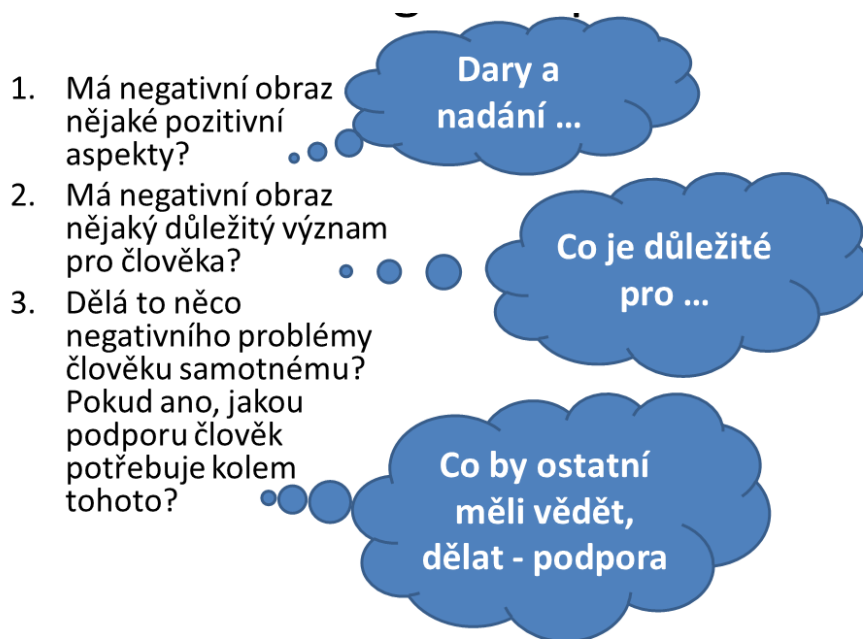 1. Má negativní obraz
nějaké pozitivní
aspekty?
Dary a
nadání ...
2. Má negativní obraz
nějaký důležitý význam
pro člověka?
Co je důležité
pro ...
3. Dělá to něco
negativního problémy
člověku samotnému?
Pokud ano, jakou
podporu člověk
potřebuje kolem
tohoto?
Co by ostatní
měli vědět,
dělat - podpora